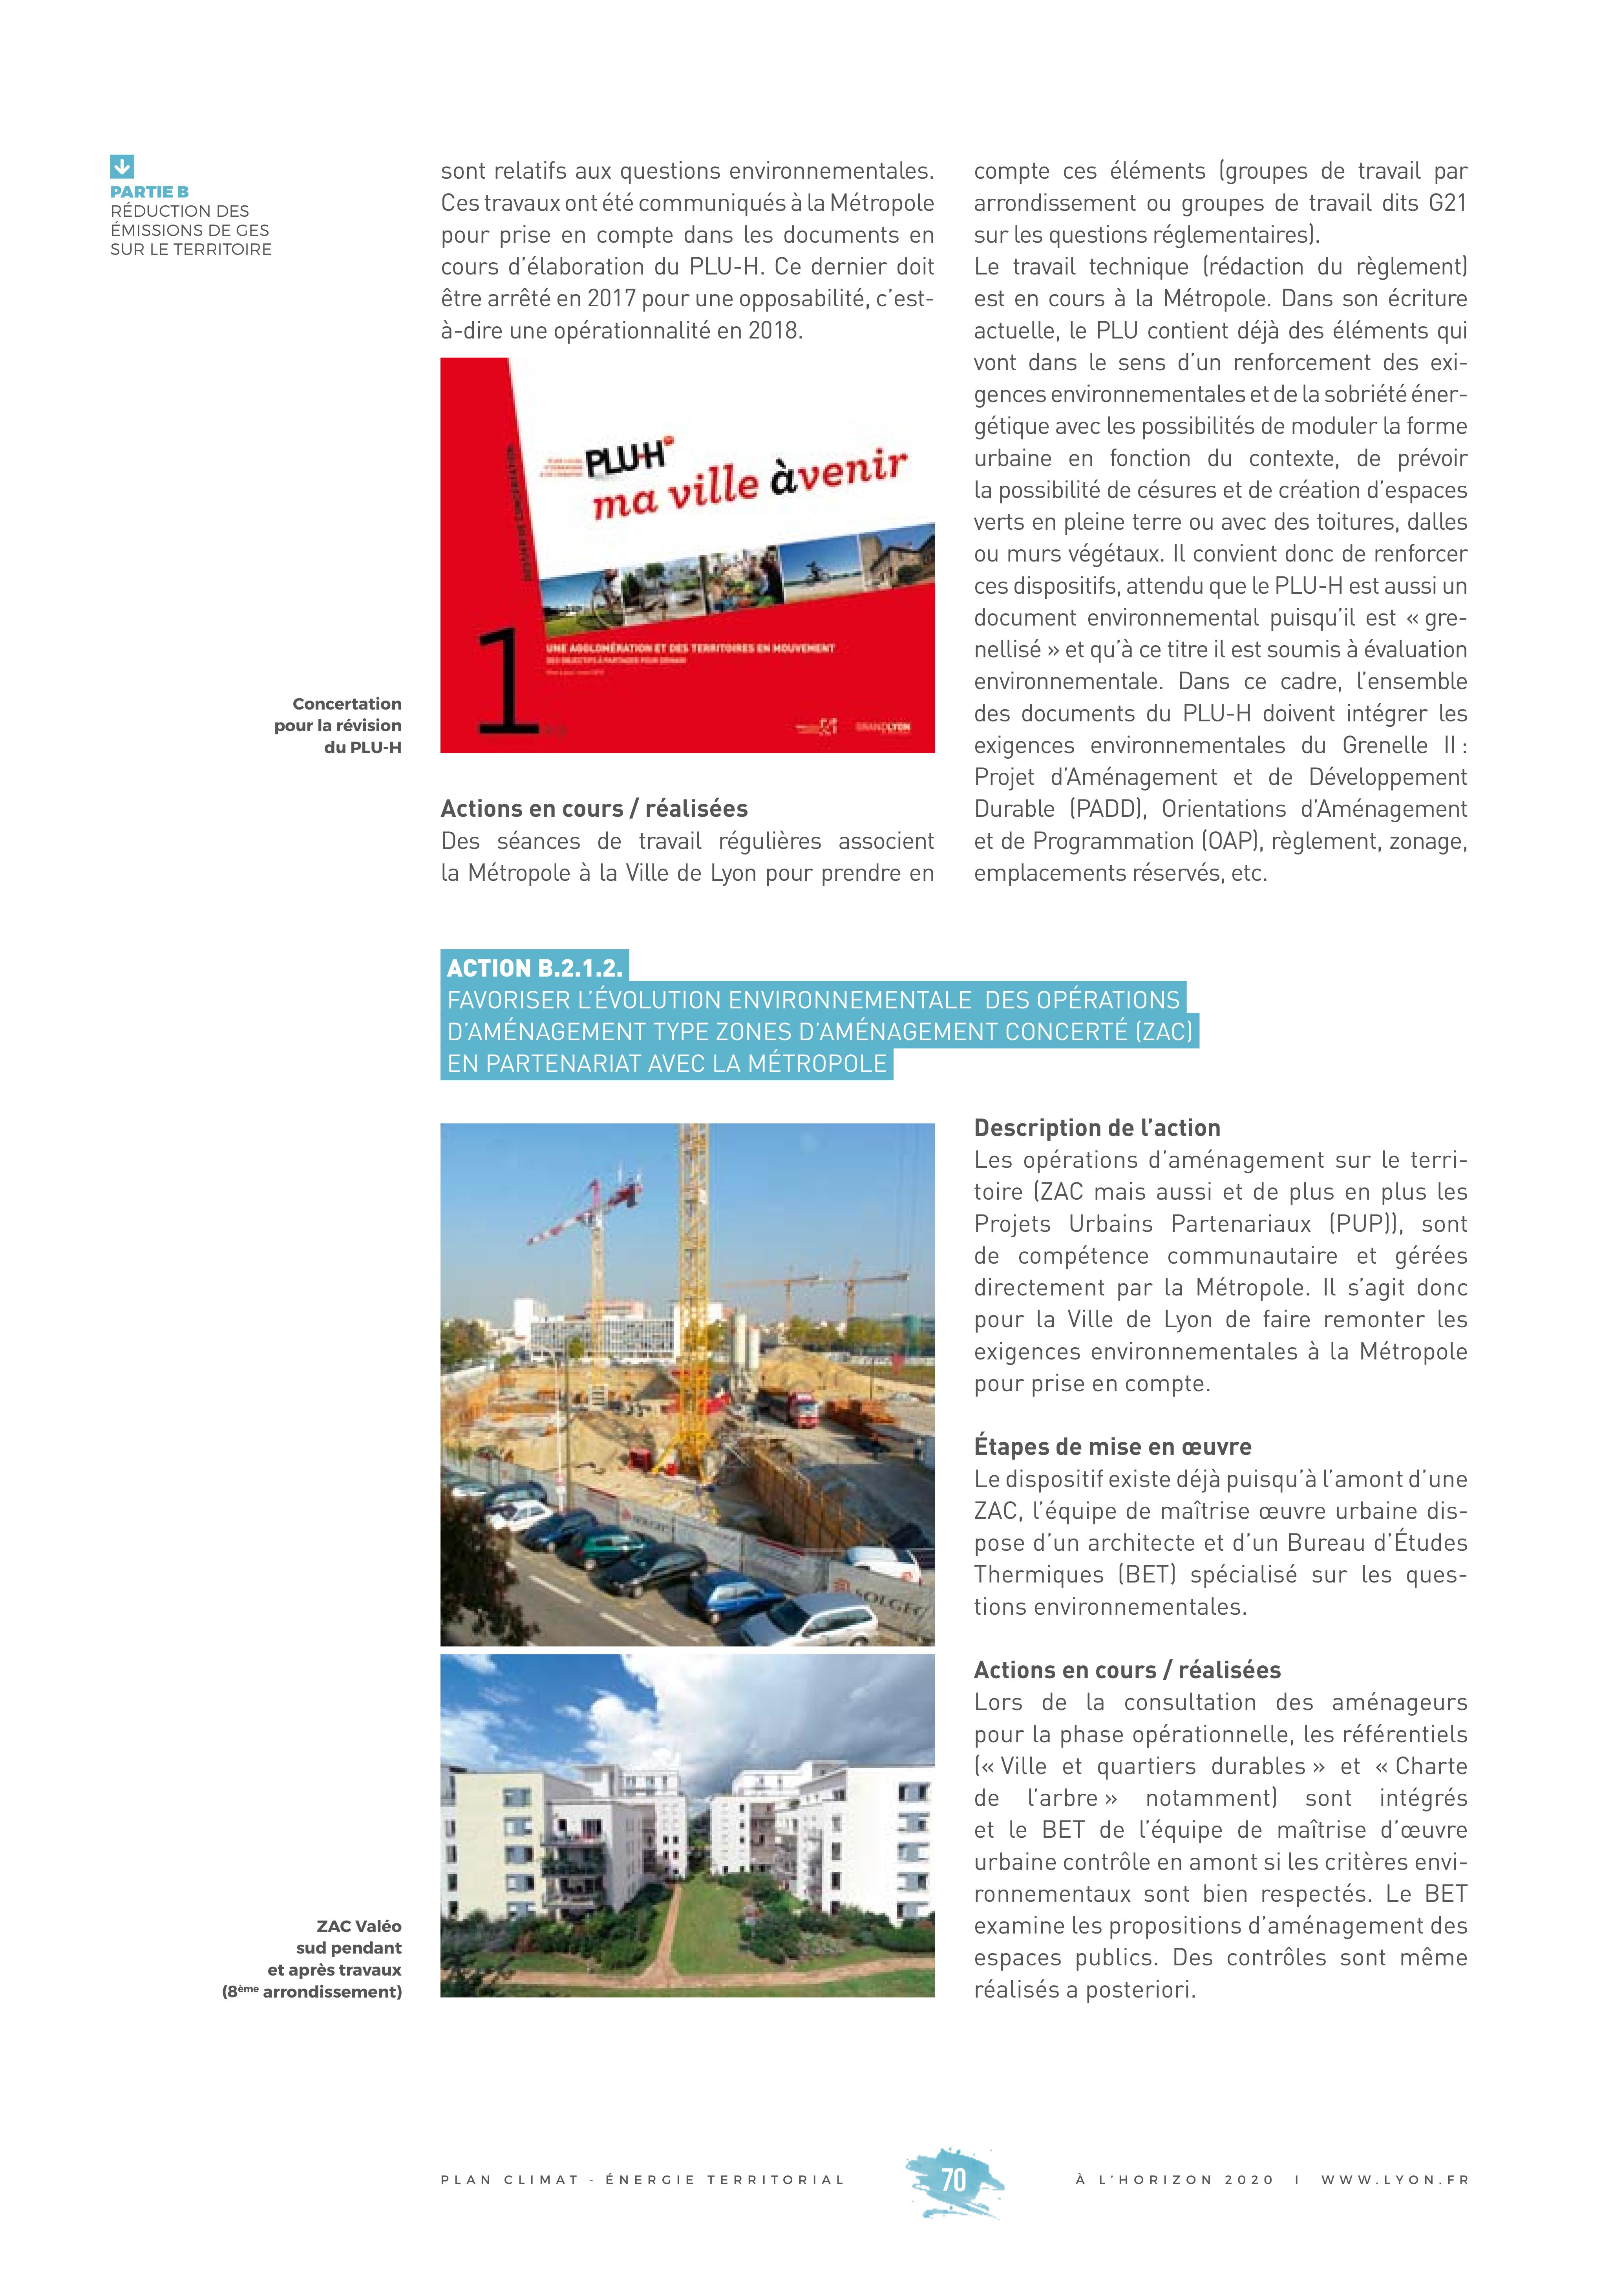 PARTIE B
RÉDUCTION DES
ÉMISSIONS DE GES
SUR LE TERRITOIRE
sont relatifs aux questions environnementales.
Ces travaux ont été communiqués à la Métropole
pour prise en compte dans les documents en
cours d'élaboration du PLU-H. Ce dernier doit
être arrêté en 2017 pour une opposabilité, c'est-
à-dire une opérationnalité en 2018.
DOSSIER DE CONCERTATION
PLU-H
ma ville àvenir
1
UNE AGGLOMÉRATION ET DES TERRITOIRES EN MOUVEMENT
DES OBJECTIFS À PARTAGER POUR DEMAIN
GRANDLYON
Concertation
pour la révision
du PLU-H
Actions en cours / réalisées
Des séances de travail régulières associent
la Métropole à la Ville de Lyon pour prendre en
compte ces éléments (groupes de travail par
arrondissement ou groupes de travail dits G21
sur les questions réglementaires).
Le travail technique (rédaction du règlement)
est en cours à la Métropole. Dans son écriture
actuelle, le PLU contient déjà des éléments qui
vont dans le sens d'un renforcement des exi-
gences environnementales et de la sobriété éner-
gétique avec les possibilités de moduler la forme
urbaine en fonction du contexte, de prévoir
la possibilité de césures et de création d'espaces
verts en pleine terre ou avec des toitures, dalles
ou murs végétaux. Il convient donc de renforcer
ces dispositifs, attendu que le PLU-H est aussi un
document environnemental puisqu'il est « gre-
nellisé » et qu'à ce titre il est soumis à évaluation
environnementale. Dans ce cadre, l'ensemble
des documents du PLU-H doivent intégrer les
exigences environnementales du Grenelle II :
Projet d'Aménagement et de Développement
Durable (PADD), Orientations d'Aménagement
et de Programmation (OAP), règlement, zonage,
emplacements réservés, etc.
ACTION B.2.1.2.
FAVORISER L'ÉVOLUTION ENVIRONNEMENTALE DES OPÉRATIONS
D'AMÉNAGEMENT TYPE ZONES D'AMÉNAGEMENT CONCERTÉ (ZAC)
EN PARTENARIAT AVEC LA MÉTROPOLE
SOLGEC
ZAC Valéo
sud pendant
et après travaux
(8ème arrondissement)
Description de l'action
Les opérations d'aménagement sur le terri-
toire (ZAC mais aussi et de plus en plus les
Projets Urbains Partenariaux (PUP)), sont
de compétence communautaire et gérées
directement par la Métropole. Il s'agit donc
pour la Ville de Lyon de faire remonter les
exigences environnementales à la Métropole
pour prise en compte.
Étapes de mise en œuvre
Le dispositif existe déjà puisqu'à l'amont d'une
ZAC, l'équipe de maîtrise œuvre urbaine dis-
pose d'un architecte et d'un Bureau d'Études
Thermiques (BET) spécialisé sur les ques-
tions environnementales.
Actions en cours / réalisées
Lors de la consultation des aménageurs
pour la phase opérationnelle, les référentiels
(« Ville et quartiers durables » et « Charte
de l'arbre » notamment) sont intégrés
et le BET de l'équipe de maîtrise d'œuvre
urbaine contrôle en amont si les critères envi-
ronnementaux sont bien respectés. Le BET
examine les propositions d'aménagement des
espaces publics. Des contrôles sont même
réalisés a posteriori.
PLAN CLIMAT - ÉNERGIE TERRITORIAL
70
À L'HORIZON 2020 I WWW.LYON.FR